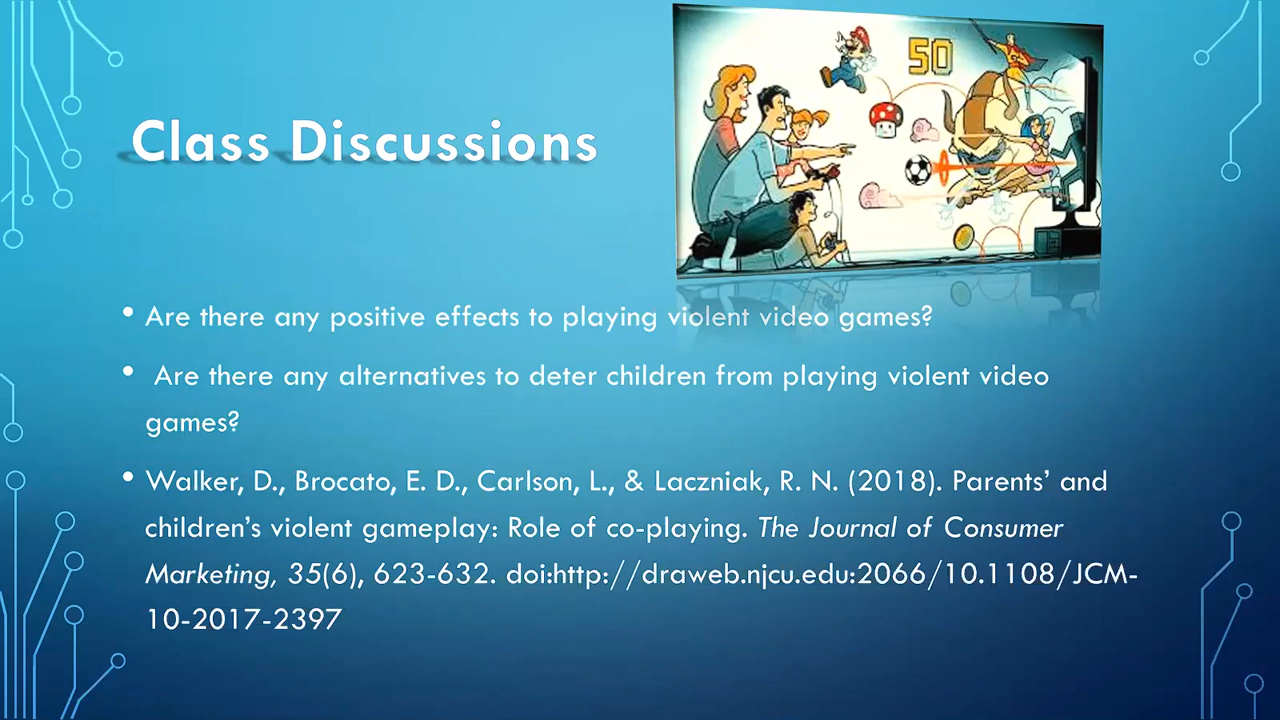 50
Class Discussions
• Are there any positive effects to playing violent video games?
• Are there any alternatives to deter children from playing violent video
games?
• Walker, D., Brocato, E. D., Carlson, L., & Laczniak, R. N. (2018). Parents’ and
children’s violent gameplay: Role of co-playing. The Journal of Consumer
Marketing, 35(6), 623-632. doi:http://draweb.njcu.edu:2066/10.1108/JCM-
10-2017-2397